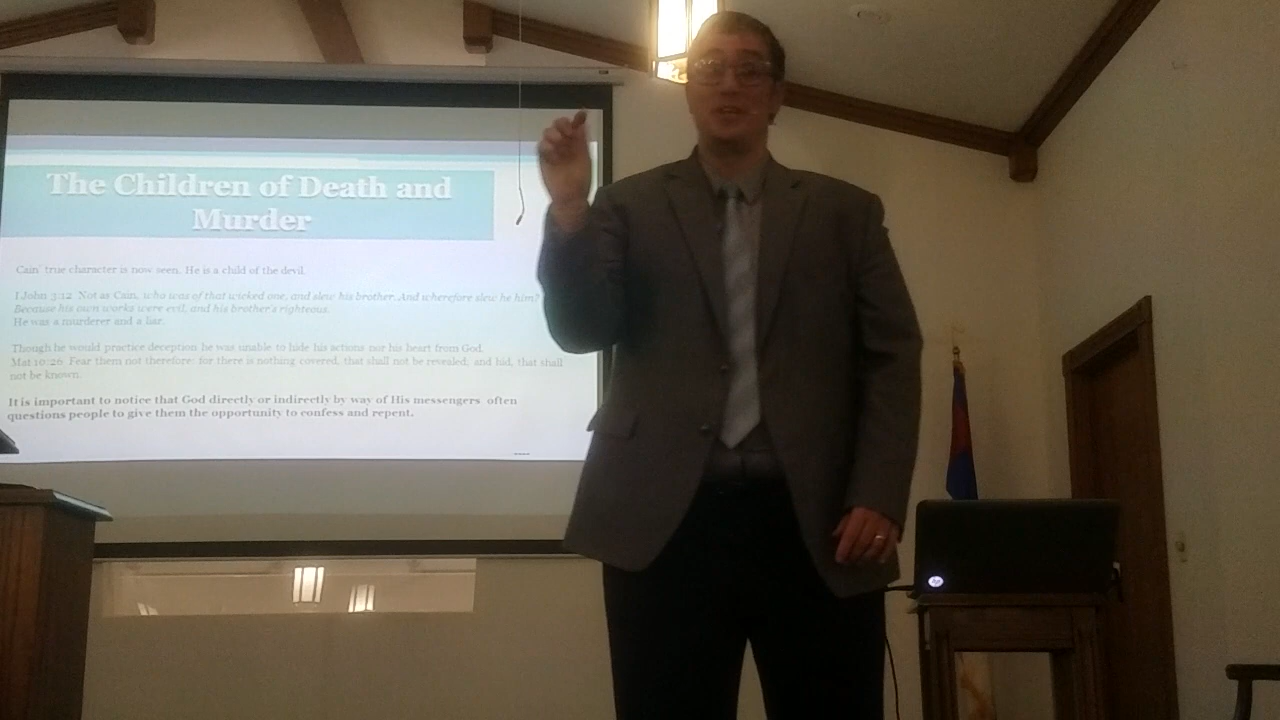 The Children of Death and
Murder
Cain' true character is now seen. He is a child of the devil.
I John 3:12 Not as Cain, who was of that wicked one, and slew his brother. And wherefore slew he him?
Because his own works were evil, and his brother's righteous.
He was a murderer and a liar.
Though he would practice deception he was unable to hide his actions nor his heart from God.
Mat 10:26 Fear them not therefore: for there is nothing covered, that shall not be revealed; and hid, that shall
not be known.
It is important to notice that God directly or indirectly by way of His messengers often
questions people to give them the opportunity to confess and repent.
hp